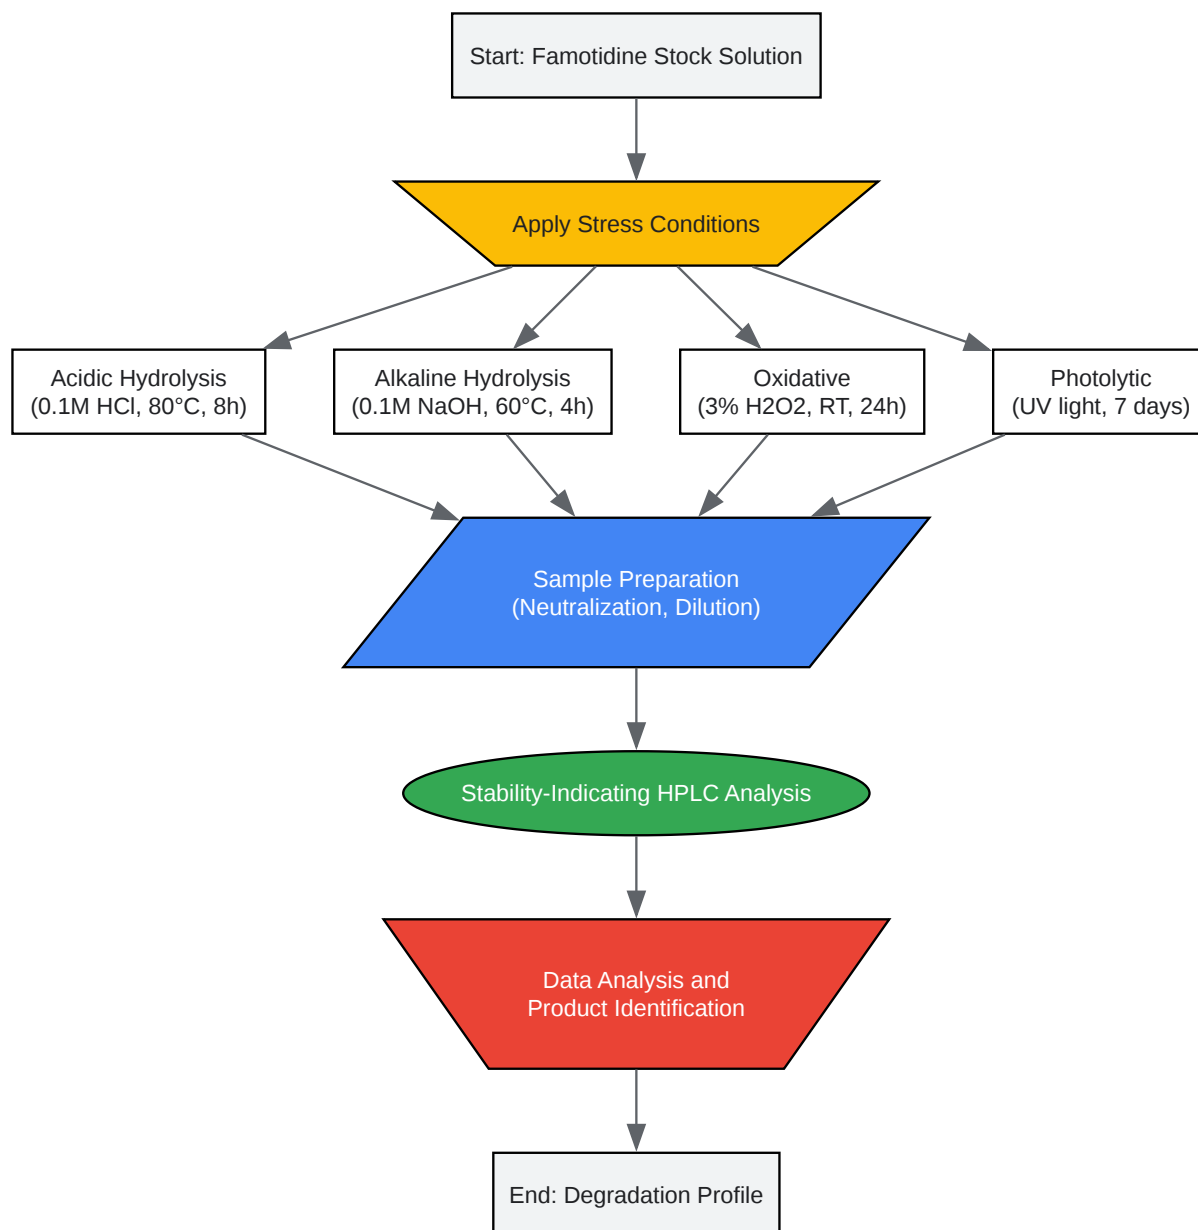 Start: Famotidine Stock Solution
Apply Stress Conditions
Acidic Hydrolysis
(0.1M HCl, 80°C, 8h)
Alkaline Hydrolysis
(0.1M NaOH, 60°C, 4h)
Oxidative
(3% H2O2, RT, 24h)
Photolytic
(UV light, 7 days)
Sample Preparation
(Neutralization, Dilution)
Stability-Indicating HPLC Analysis
Data Analysis and
Product Identification
End: Degradation Profile